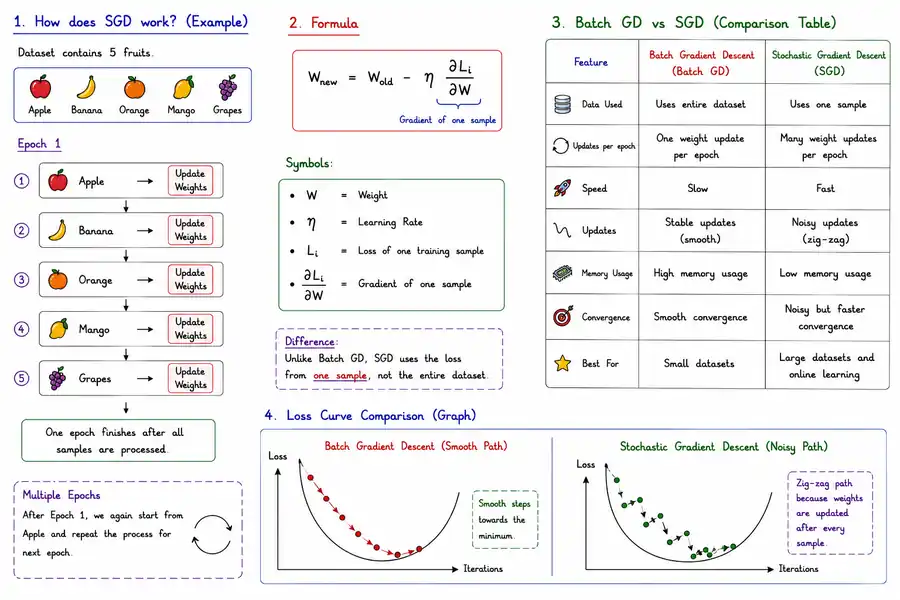 1. How does SGD work? (Example)
Dataset contains 5 fruits.
Apple
Banana
Orange
Mango
Grapes
Epoch 1
1 Apple → Update
Weights
2 Banana → Update
Weights
3 Orange → Update
Weights
4 Mango → Update
Weights
5 Grapes → Update
Weights
One epoch finishes after all
samples are processed.
Multiple Epochs
After Epoch 1, we again start from
Apple and repeat the process for
next epoch.
2. Formula
W_new = W_old - η ∂L_i/∂W
Gradient of one sample
Symbols:
• W = Weight
• η = Learning Rate
• L_i = Loss of one training sample
• ∂L_i/∂W = Gradient of one sample
Difference:
Unlike Batch GD, SGD uses the loss
from one sample, not the entire dataset.
3. Batch GD vs SGD (Comparison Table)
Feature
Batch Gradient Descent
(Batch GD)
Stochastic Gradient Descent
(SGD)
Data Used
Uses entire dataset
Uses one sample
Updates per epoch
One weight update
per epoch
Many weight updates
per epoch
Speed
Slow
Fast
Updates
Stable updates
(smooth)
Noisy updates
(zig-zag)
Memory Usage
High memory usage
Low memory usage
Convergence
Smooth convergence
Noisy but faster
convergence
Best For
Small datasets
Large datasets and
online learning
4. Loss Curve Comparison (Graph)
Batch Gradient Descent (Smooth Path)
Loss
Smooth steps
towards the
minimum.
Iterations
Stochastic Gradient Descent (Noisy Path)
Loss
Zig-zag path
because weights
are updated
after every
sample.
Iterations